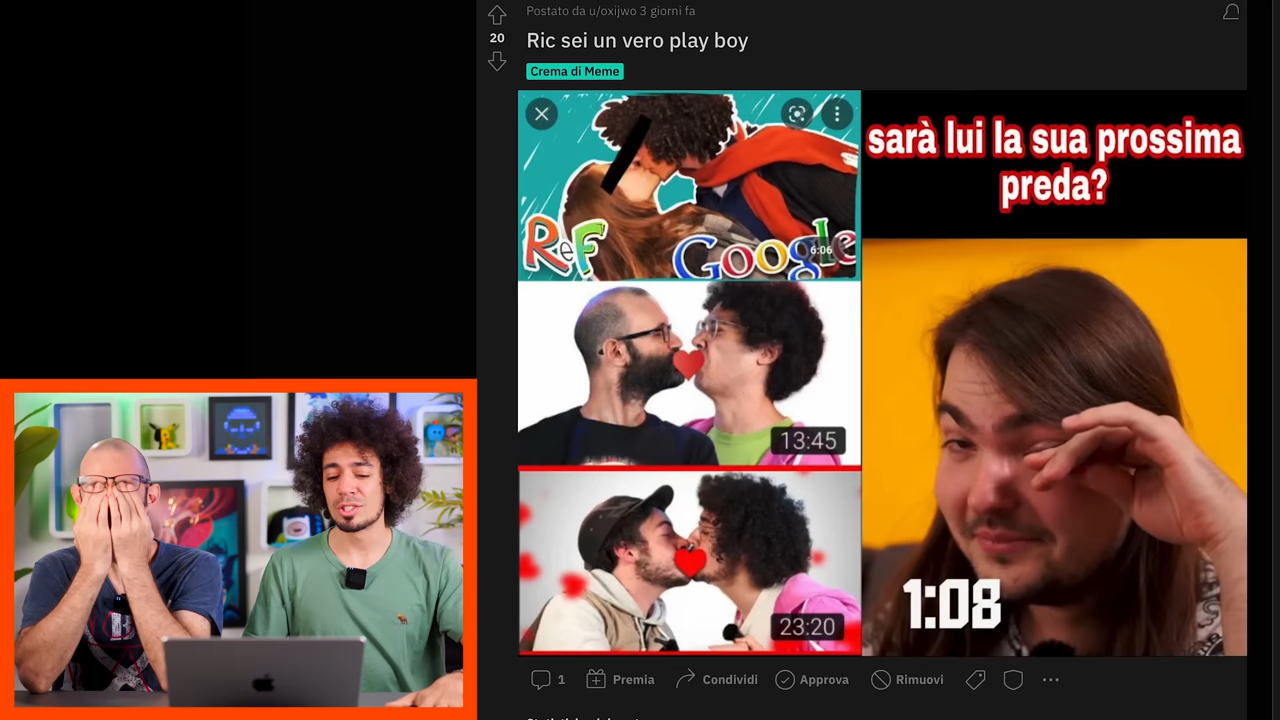 Postato da u/oxijwo 3 giorni fa
20
Ric sei un vero play boy
Crema di Meme
sarà lui la sua prossima
preda?
ReF
Google
6:06
13:45
23:20
1:08
1
Premia
Condividi
Approva
Rimuovi